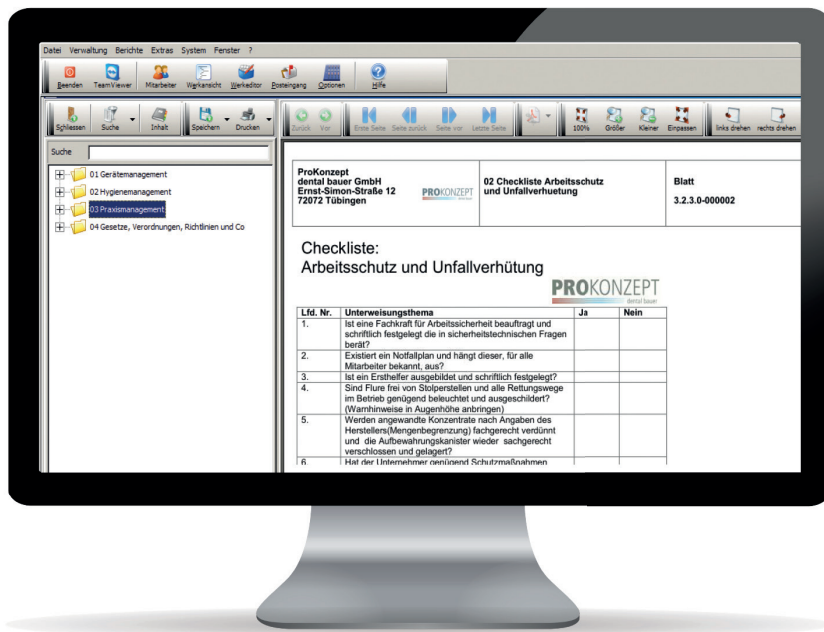 Datei Verwaltung Berichte Extras System Fenster ?
Beenden TeamViewer Mitarbeiter Werkansicht Werkeditor Posteingang Optionen Hilfe
Schliessen Suche Inhalt Speichern Drucken
Zurück Vor Erste Seite Seite zurück Seite vor Letzte Seite 100% Größer Kleiner Einpassen links drehen rechts drehen
Suche
01 Gerätemanagement
02 Hygienemanagement
03 Praxismanagement
04 Gesetze, Verordnungen, Richtlinien und Co
ProKonzept
dental bauer GmbH
Ernst-Simon-Straße 12
72072 Tübingen
PROKONZEPT
02 Checkliste Arbeitsschutz
und Unfallverhuetung
Blatt
3.2.3.0-000002
Checkliste:
Arbeitsschutz und Unfallverhütung
PROKONZEPT
dental bauer
Lfd. Nr. Unterweisungsthema Ja Nein
1. Ist eine Fachkraft für Arbeitssicherheit beauftragt und
schriftlich festgelegt die in sicherheitstechnischen Fragen
berät?
2. Existiert ein Notfallplan und hängt dieser, für alle
Mitarbeiter bekannt, aus?
3. Ist ein Ersthelfer ausgebildet und schriftlich festgelegt?
4. Sind Flure frei von Stolperstellen und alle Rettungswege
im Betrieb genügend beleuchtet und ausgeschildert?
(Warnhinweise in Augenhöhe anbringen)
5. Werden angewandte Konzentrate nach Angaben des
Herstellers(Mengenbegrenzung) fachgerecht verdünnt
und die Aufbewahrungskanister wieder sachgerecht
verschlossen und gelagert?
6. Hat der Unternehmer genügend Schutzmaßnahmen